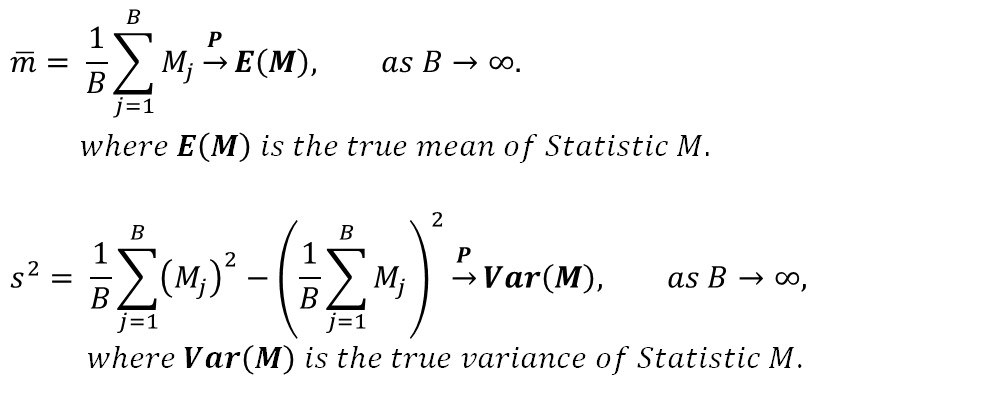 m̅ = 1/B ∑_{j=1}^{B} M_j →^P E(M), as B → ∞.
where E(M) is the true mean of Statistic M.
s² = 1/B ∑_{j=1}^{B} (M_j)² − (1/B ∑_{j=1}^{B} M_j)² →^P Var(M), as B → ∞,
where Var(M) is the true variance of Statistic M.